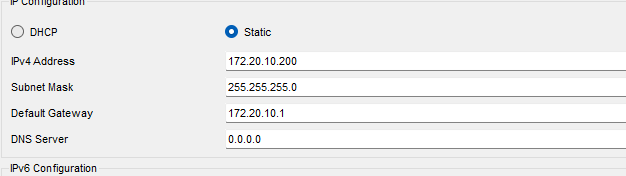 IP Configuration
DHCP Static
IPv4 Address 172.20.10.200
Subnet Mask 255.255.255.0
Default Gateway 172.20.10.1
DNS Server 0.0.0.0
IPv6 Configuration